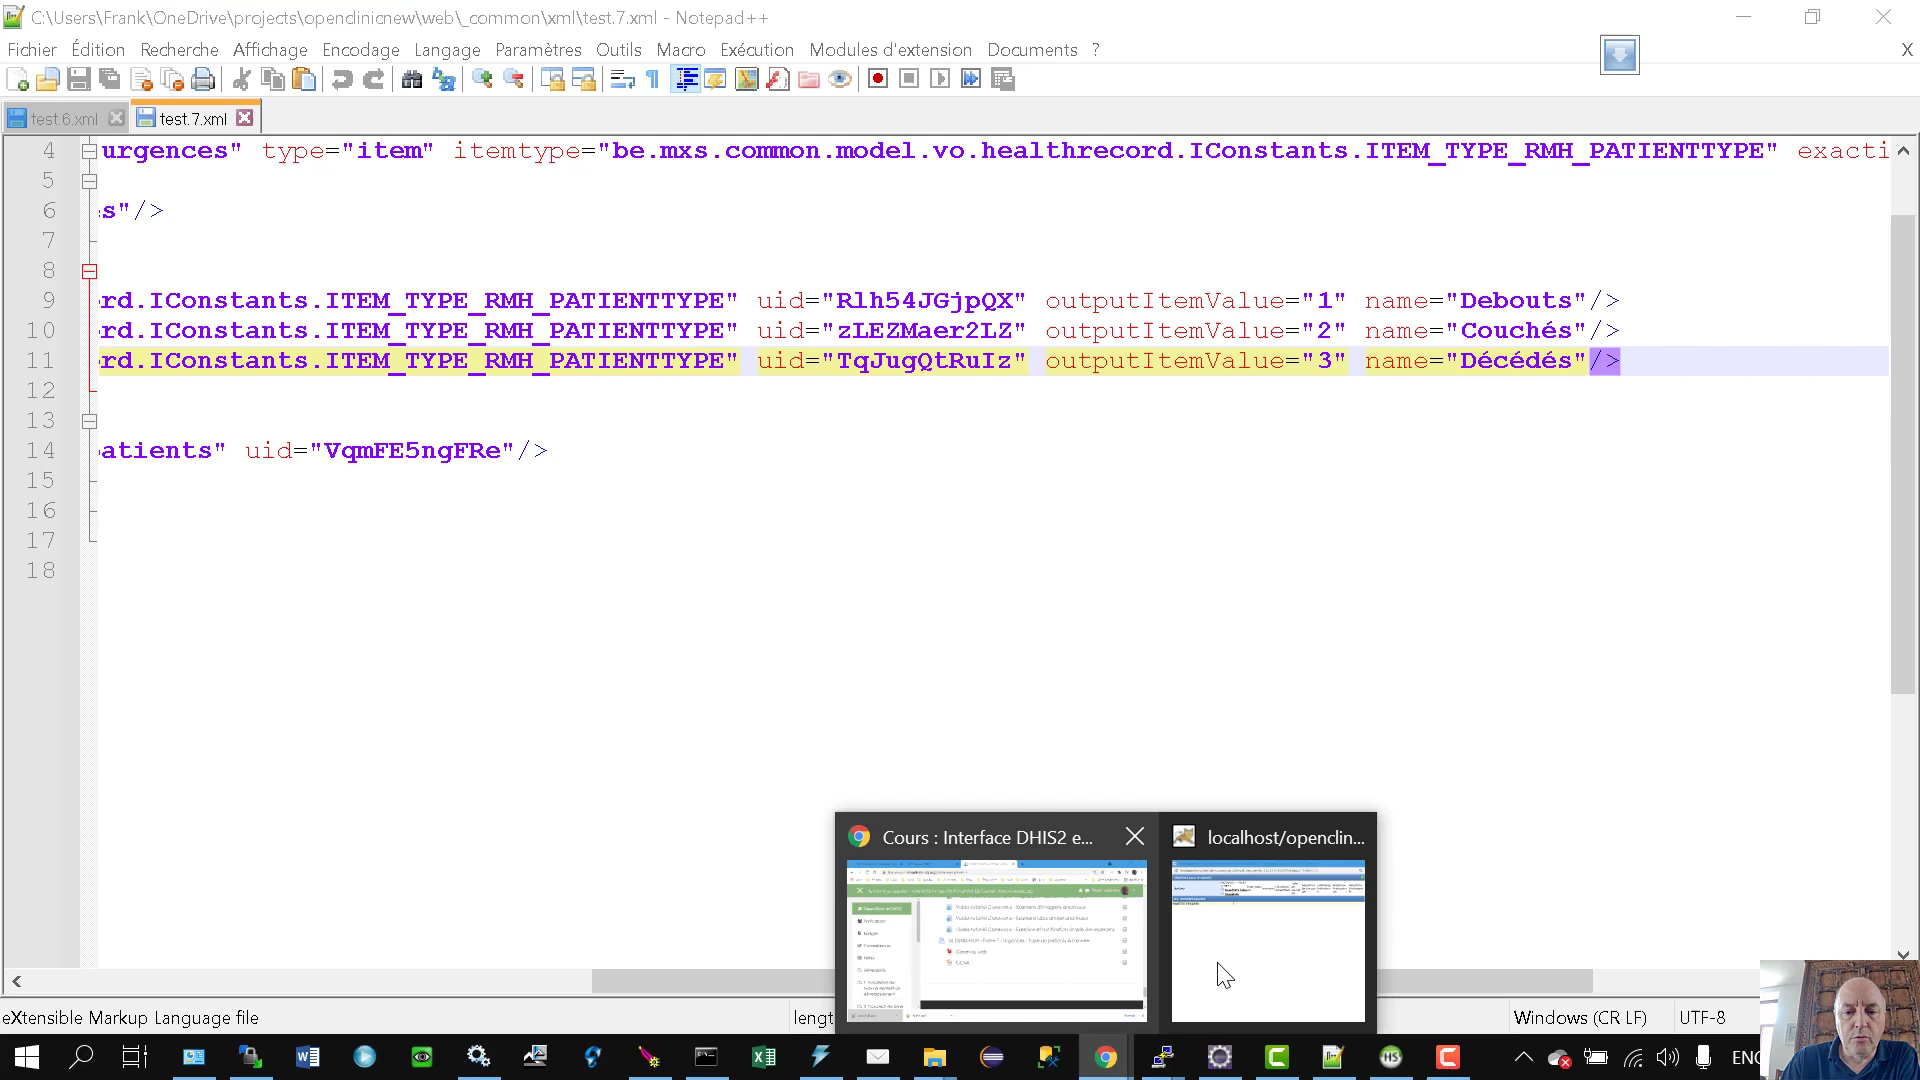 C:\Users\Frank\OneDrive\projects\openclinicnew\web\_common\xml\test.7.xml - Notepad++
Fichier Édition Recherche Affichage Encodage Langage Paramètres Outils Macro Exécution Modules d'extension Documents ? X
test.6.xml test.7.xml
4 urgences" type="item" itemtype="be.mxs.common.model.vo.healthrecord.IConstants.ITEM_TYPE_RMH_PATIENTTYPE" exacti
5
6 s"/>
7
8
9 rd.IConstants.ITEM_TYPE_RMH_PATIENTTYPE" uid="Rlh54JGjpQX" outputItemValue="1" name="Debouts"/>
10 rd.IConstants.ITEM_TYPE_RMH_PATIENTTYPE" uid="zLEZMaer2LZ" outputItemValue="2" name="Couchés"/>
11 rd.IConstants.ITEM_TYPE_RMH_PATIENTTYPE" uid="TqJugQtRuIz" outputItemValue="3" name="Décédés"/>
12
13
14 atients" uid="VqmFE5ngFRe"/>
15
16
17
18
Cours : Interface DHIS2 e... localhost/openclin...
eXtensible Markup Language file lengt Windows (CR LF) UTF-8
ENG